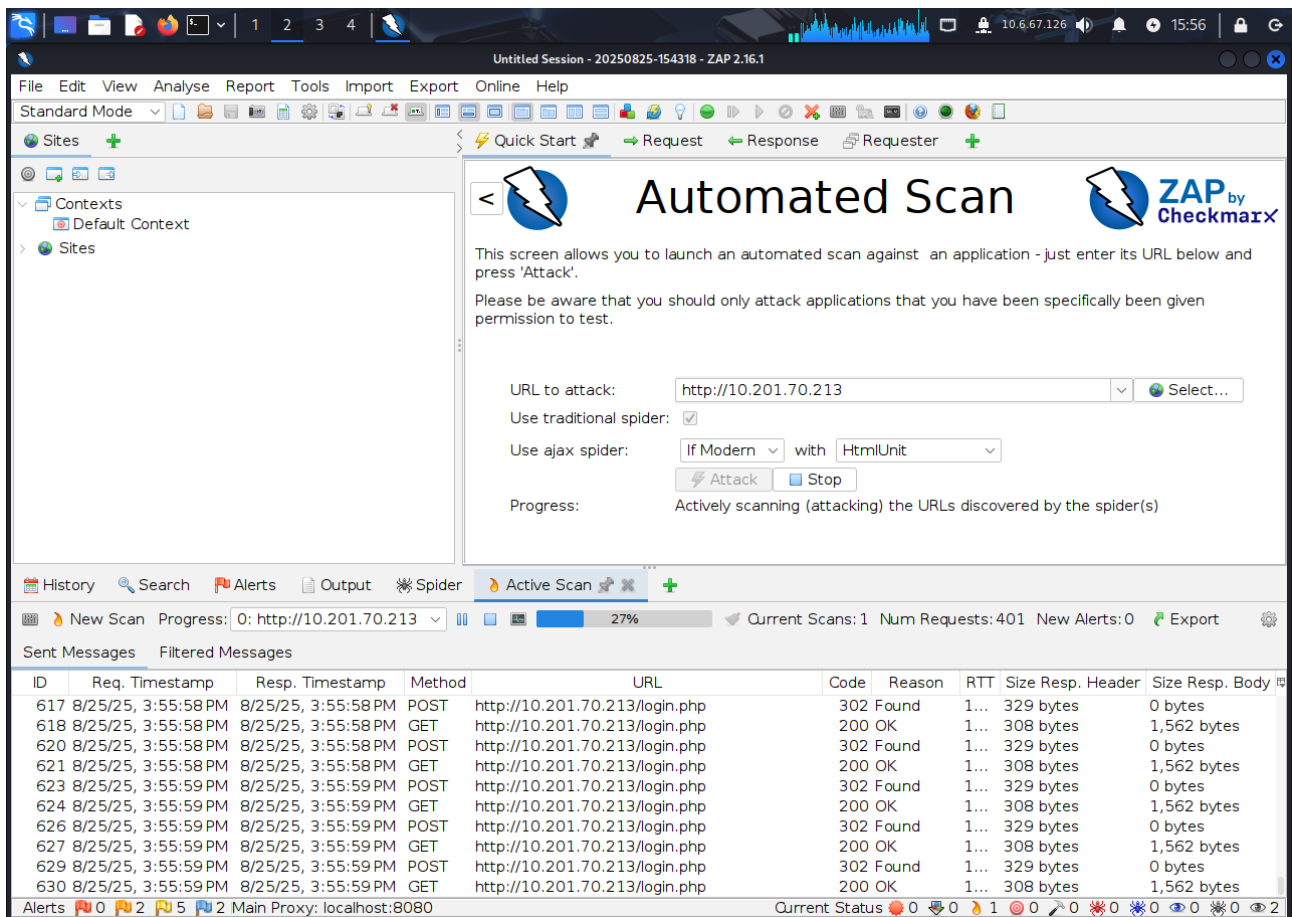 1 2 3 4 10.6.67.126 15:56
Untitled Session - 20250825-154318 - ZAP 2.16.1
File Edit View Analyse Report Tools Import Export Online Help
Standard Mode
Sites
Quick Start Request Response Requester
Contexts
Default Context
Sites
<
Automated Scan
ZAP by
Checkmarx
This screen allows you to launch an automated scan against an application - just enter its URL below and
press 'Attack'.
Please be aware that you should only attack applications that you have been specifically been given
permission to test.
URL to attack: http://10.201.70.213 Select...
Use traditional spider:
Use ajax spider: If Modern with HtmlUnit
Attack Stop
Progress: Actively scanning (attacking) the URLs discovered by the spider(s)
History Search Alerts Output Spider Active Scan
New Scan Progress: 0: http://10.201.70.213 27% Current Scans: 1 Num Requests: 401 New Alerts: 0 Export
Sent Messages Filtered Messages
ID Req. Timestamp Resp. Timestamp Method URL Code Reason RTT Size Resp. Header Size Resp. Body
617 8/25/25, 3:55:58 PM 8/25/25, 3:55:58 PM POST http://10.201.70.213/login.php 302 Found 1... 329 bytes 0 bytes
618 8/25/25, 3:55:58 PM 8/25/25, 3:55:58 PM GET http://10.201.70.213/login.php 200 OK 1... 308 bytes 1,562 bytes
620 8/25/25, 3:55:58 PM 8/25/25, 3:55:58 PM POST http://10.201.70.213/login.php 302 Found 1... 329 bytes 0 bytes
621 8/25/25, 3:55:58 PM 8/25/25, 3:55:58 PM GET http://10.201.70.213/login.php 200 OK 1... 308 bytes 1,562 bytes
623 8/25/25, 3:55:59 PM 8/25/25, 3:55:59 PM POST http://10.201.70.213/login.php 302 Found 1... 329 bytes 0 bytes
624 8/25/25, 3:55:59 PM 8/25/25, 3:55:59 PM GET http://10.201.70.213/login.php 200 OK 1... 308 bytes 1,562 bytes
626 8/25/25, 3:55:59 PM 8/25/25, 3:55:59 PM POST http://10.201.70.213/login.php 302 Found 1... 329 bytes 0 bytes
627 8/25/25, 3:55:59 PM 8/25/25, 3:55:59 PM GET http://10.201.70.213/login.php 200 OK 1... 308 bytes 1,562 bytes
629 8/25/25, 3:55:59 PM 8/25/25, 3:55:59 PM POST http://10.201.70.213/login.php 302 Found 1... 329 bytes 0 bytes
630 8/25/25, 3:55:59 PM 8/25/25, 3:55:59 PM GET http://10.201.70.213/login.php 200 OK 1... 308 bytes 1,562 bytes
Alerts 0 2 5 2 Main Proxy: localhost:8080 Current Status 0 0 1 0 0 0 0 0 0 2